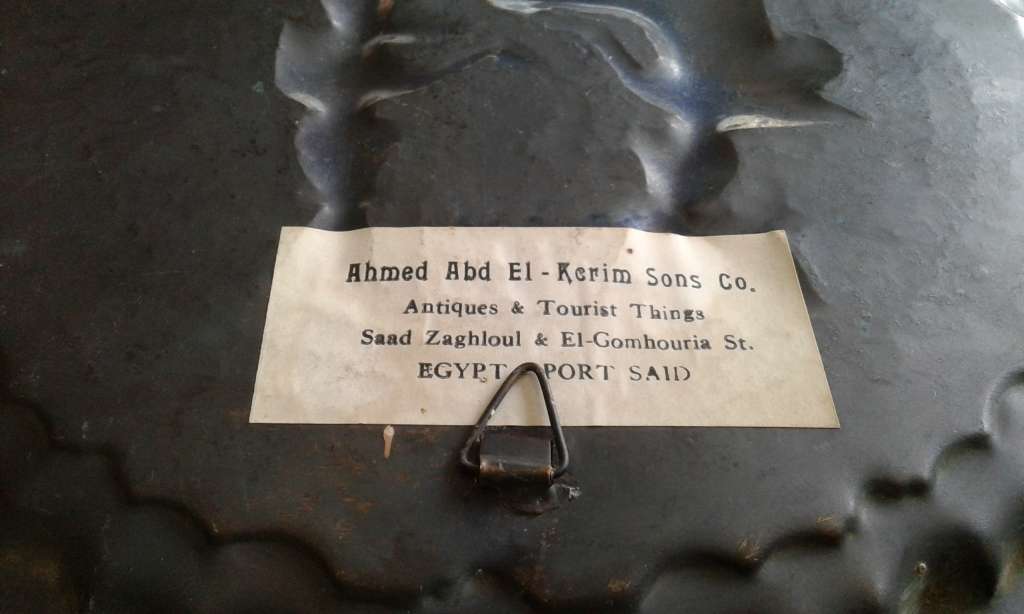 Ahmed Abd El-Kerim Sons Co.
Antiques & Tourist Things
Saad Zaghloul & El-Gomhouria St.
EGYPT PORT SAID